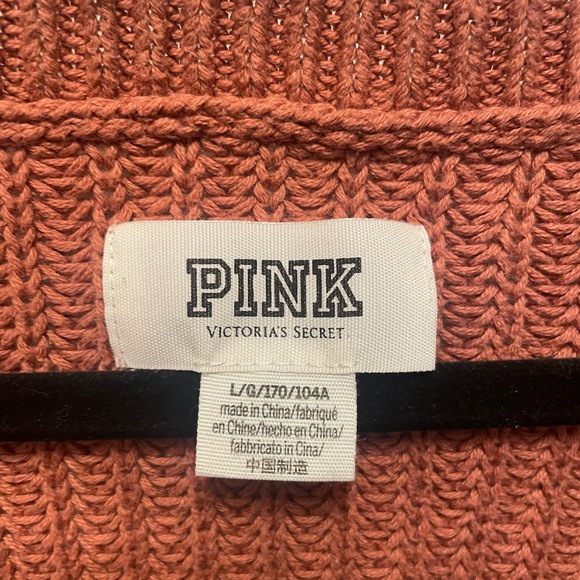 PINK
VICTORIA'S SECRET
L/G/170/104A
made in China/fabriqué
en Chine/hecho en China/
fabbricato in Cina/
中国制造